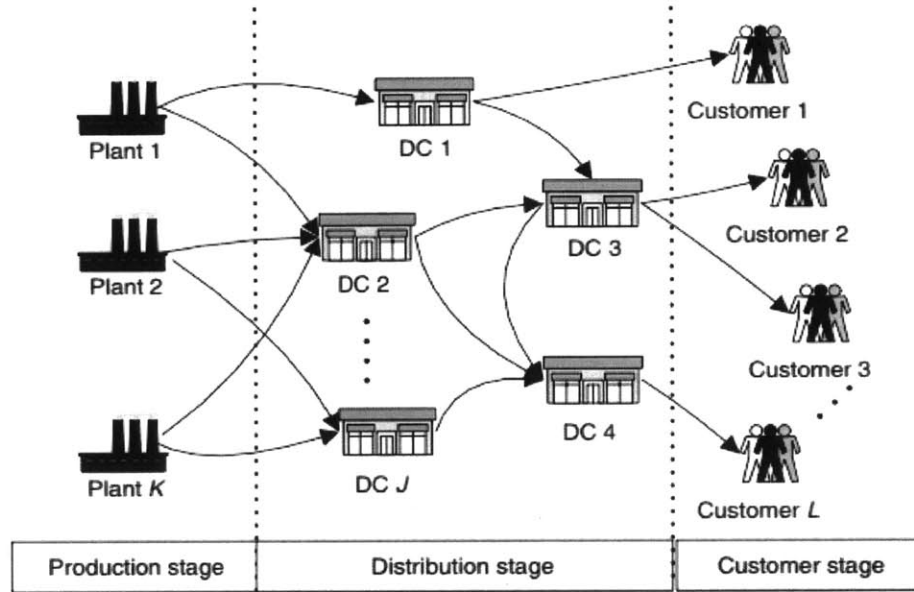 Customer 1
Plant 1
DC 1
Customer 2
DC 3
Plant 2
DC 2
Customer 3
DC 4
Plant K
DC J
Customer L
Production stage
Distribution stage
Customer stage